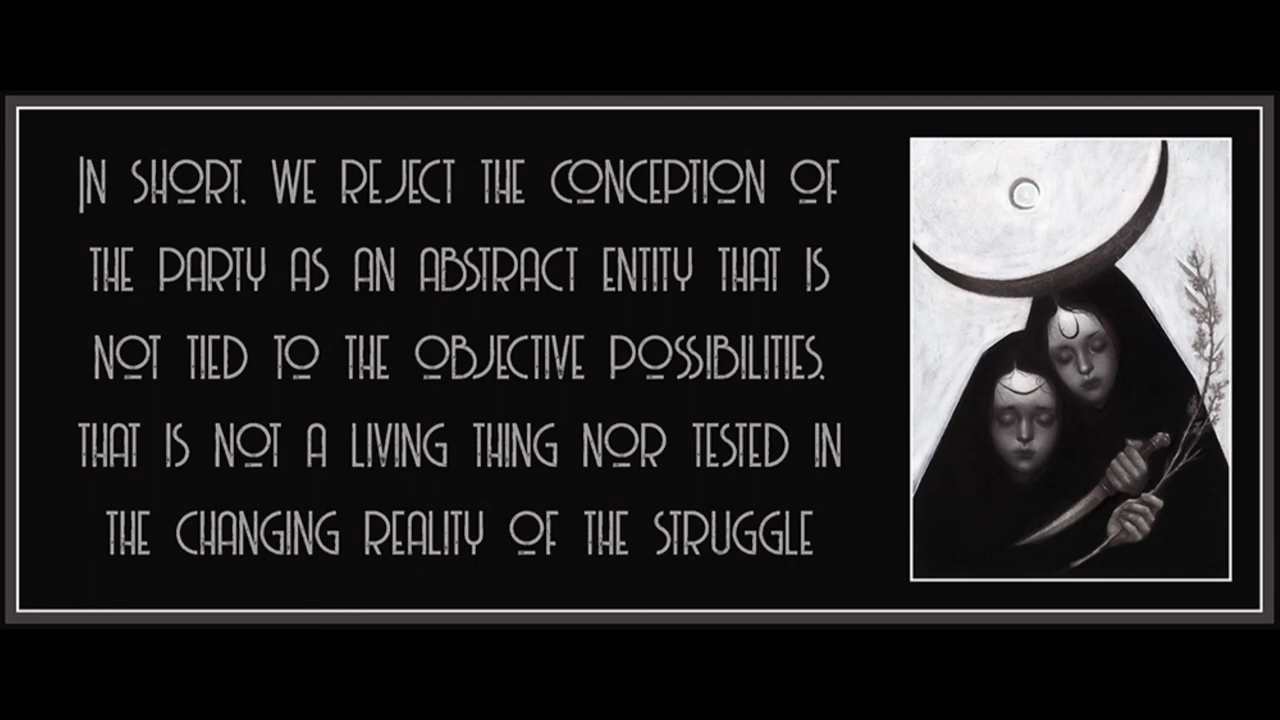 In short, we reject the conception of
the party as an abstract entity that is
not tied to the objective possibilities,
that is not a living thing nor tested in
the changing reality of the struggle